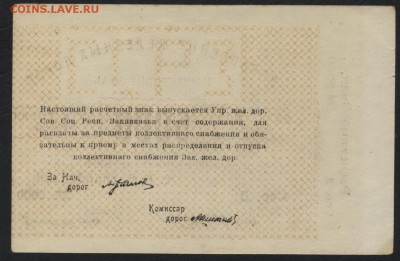 COINS.LAVE.RU
Настоящий расчетный знак выпускается Упр. жел. дор.
Сов. Соц. Респ. Закавказья в счет содержания, для
расплаты за предметы коллективного снабжения и обя-
зательны к приему в местах распределения и отпуска
коллективного снабжения Зак. жел. дор.
За Нач.
дорог
Комиссар
дорог